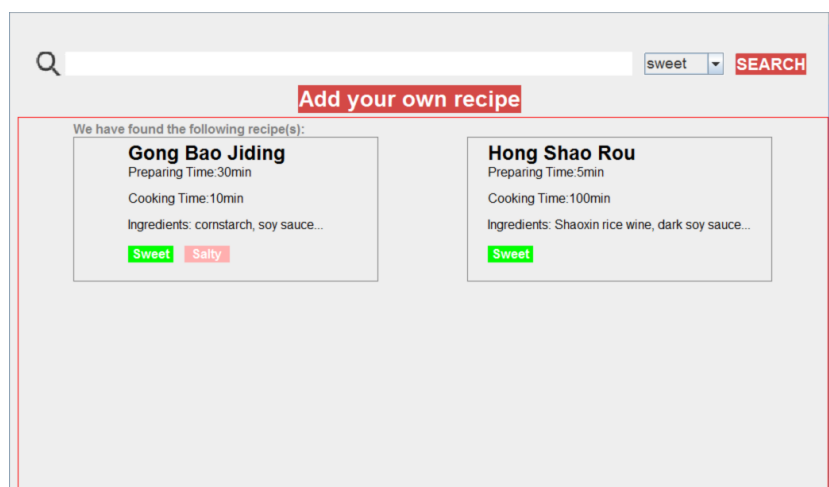 sweet
SEARCH
Add your own recipe
We have found the following recipe(s):
Gong Bao Jiding
Preparing Time:30min
Cooking Time:10min
Ingredients: cornstarch, soy sauce...
Sweet
Salty
Hong Shao Rou
Preparing Time:5min
Cooking Time:100min
Ingredients: Shaoxin rice wine, dark soy sauce...
Sweet